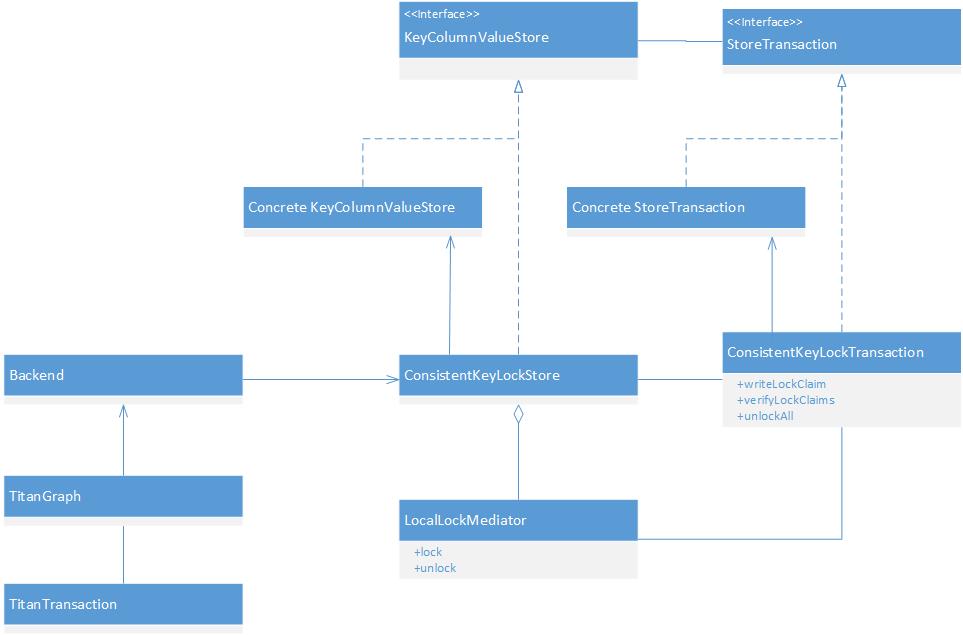 <<Interface>>
KeyColumnValueStore
<<Interface>>
StoreTransaction
Concrete KeyColumnValueStore
Concrete StoreTransaction
ConsistentKeyLockTransaction
+writeLockClaim
+verifyLockClaims
+unlockAll
Backend
ConsistentKeyLockStore
TitanGraph
LocalLockMediator
+lock
+unlock
TitanTransaction